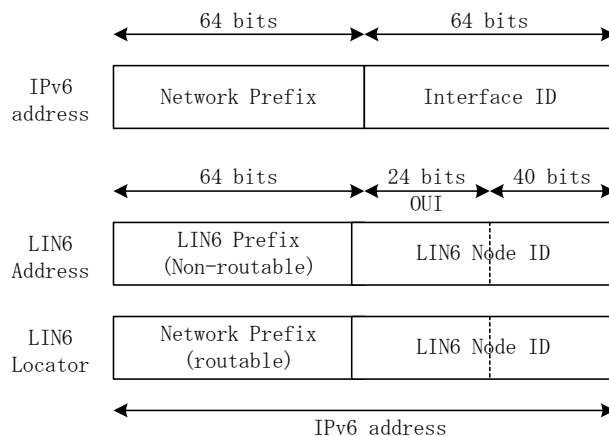 64 bits 64 bits
IPv6
address
Network Prefix Interface ID
64 bits 24 bits 40 bits
OUI
LIN6
Address
LIN6 Prefix
(Non-routable)
LIN6 Node ID
LIN6
Locator
Network Prefix
(routable)
LIN6 Node ID
IPv6 address